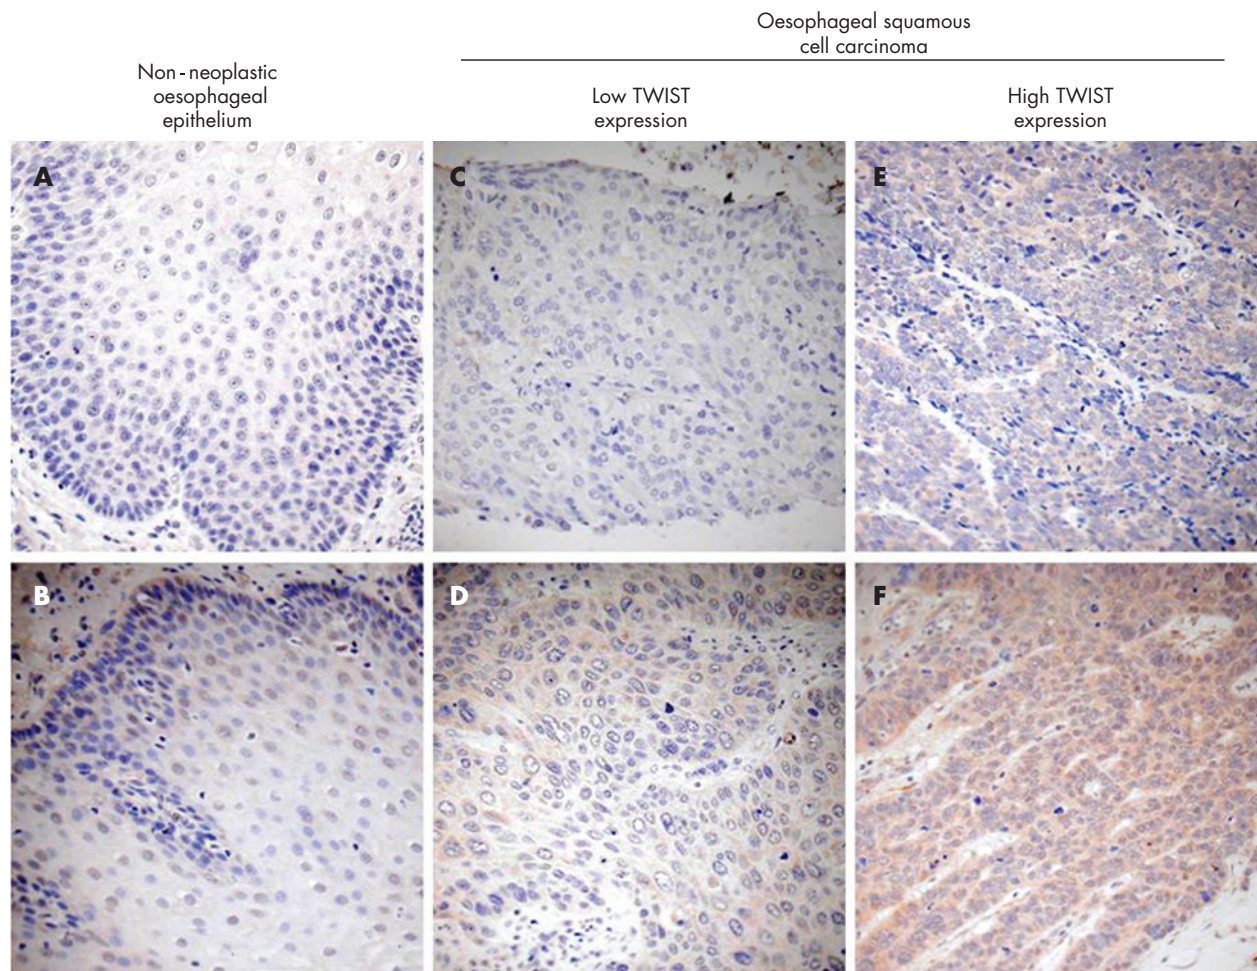 Oesophageal squamous
cell carcinoma
Non-neoplastic
oesophageal
epithelium
Low TWIST
expression
High TWIST
expression
A
C
E
B
D
F